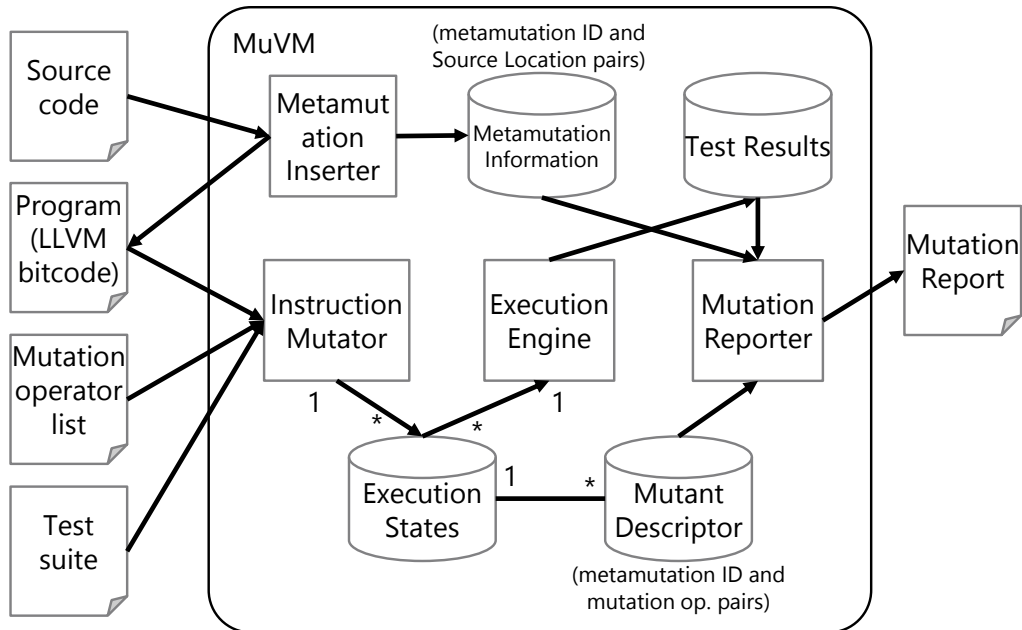 MuVM
(metamutation ID and
Source Location pairs)
Source
code
Metamut
ation
Inserter
Metamutation
Information
Test Results
Program
(LLVM
bitcode)
Instruction
Mutator
Execution
Engine
Mutation
Reporter
Mutation
Report
Mutation
operator
list
1
*
*
1
Execution
States
1
*
Mutant
Descriptor
Test
suite
(metamutation ID and
mutation op. pairs)